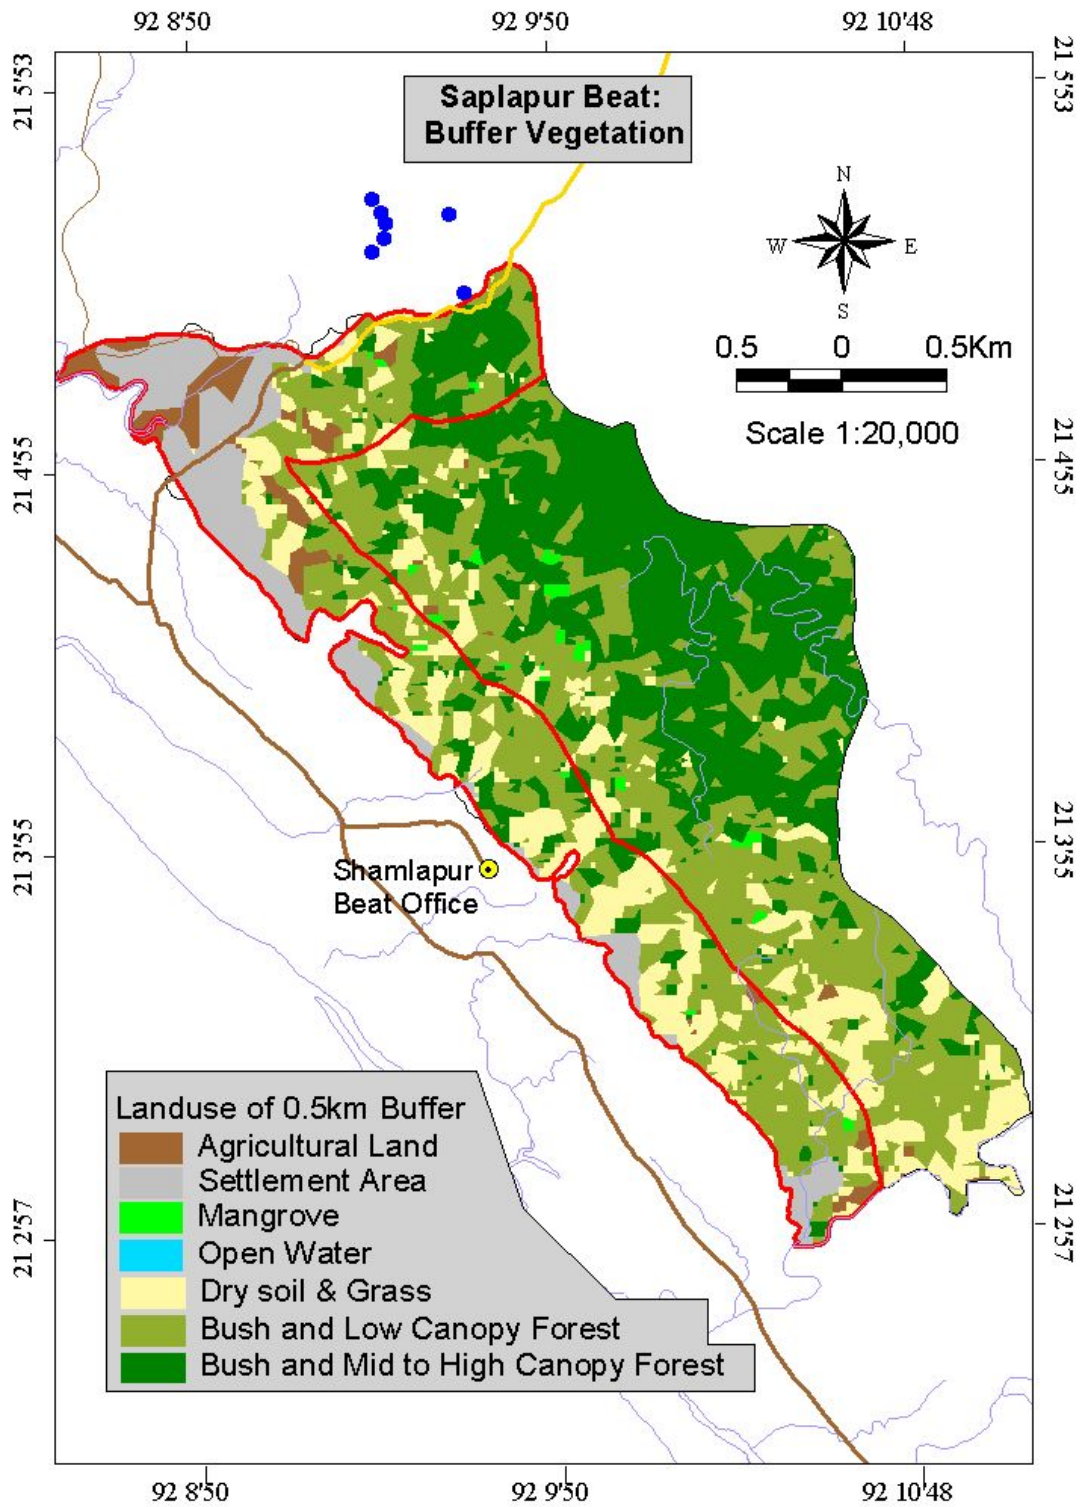 92 8'50
92 9'50
92 10'48
21 5'53
21 5'53
Saplapur Beat:
Buffer Vegetation
N
W
E
S
0.5 0 0.5Km
Scale 1:20,000
21 4'55
21 4'55
21 3'55
21 3'55
Shamlapur
Beat Office
Landuse of 0.5km Buffer
Agricultural Land
Settlement Area
Mangrove
Open Water
Dry soil & Grass
Bush and Low Canopy Forest
Bush and Mid to High Canopy Forest
21 2'57
21 2'57
92 8'50
92 9'50
92 10'48